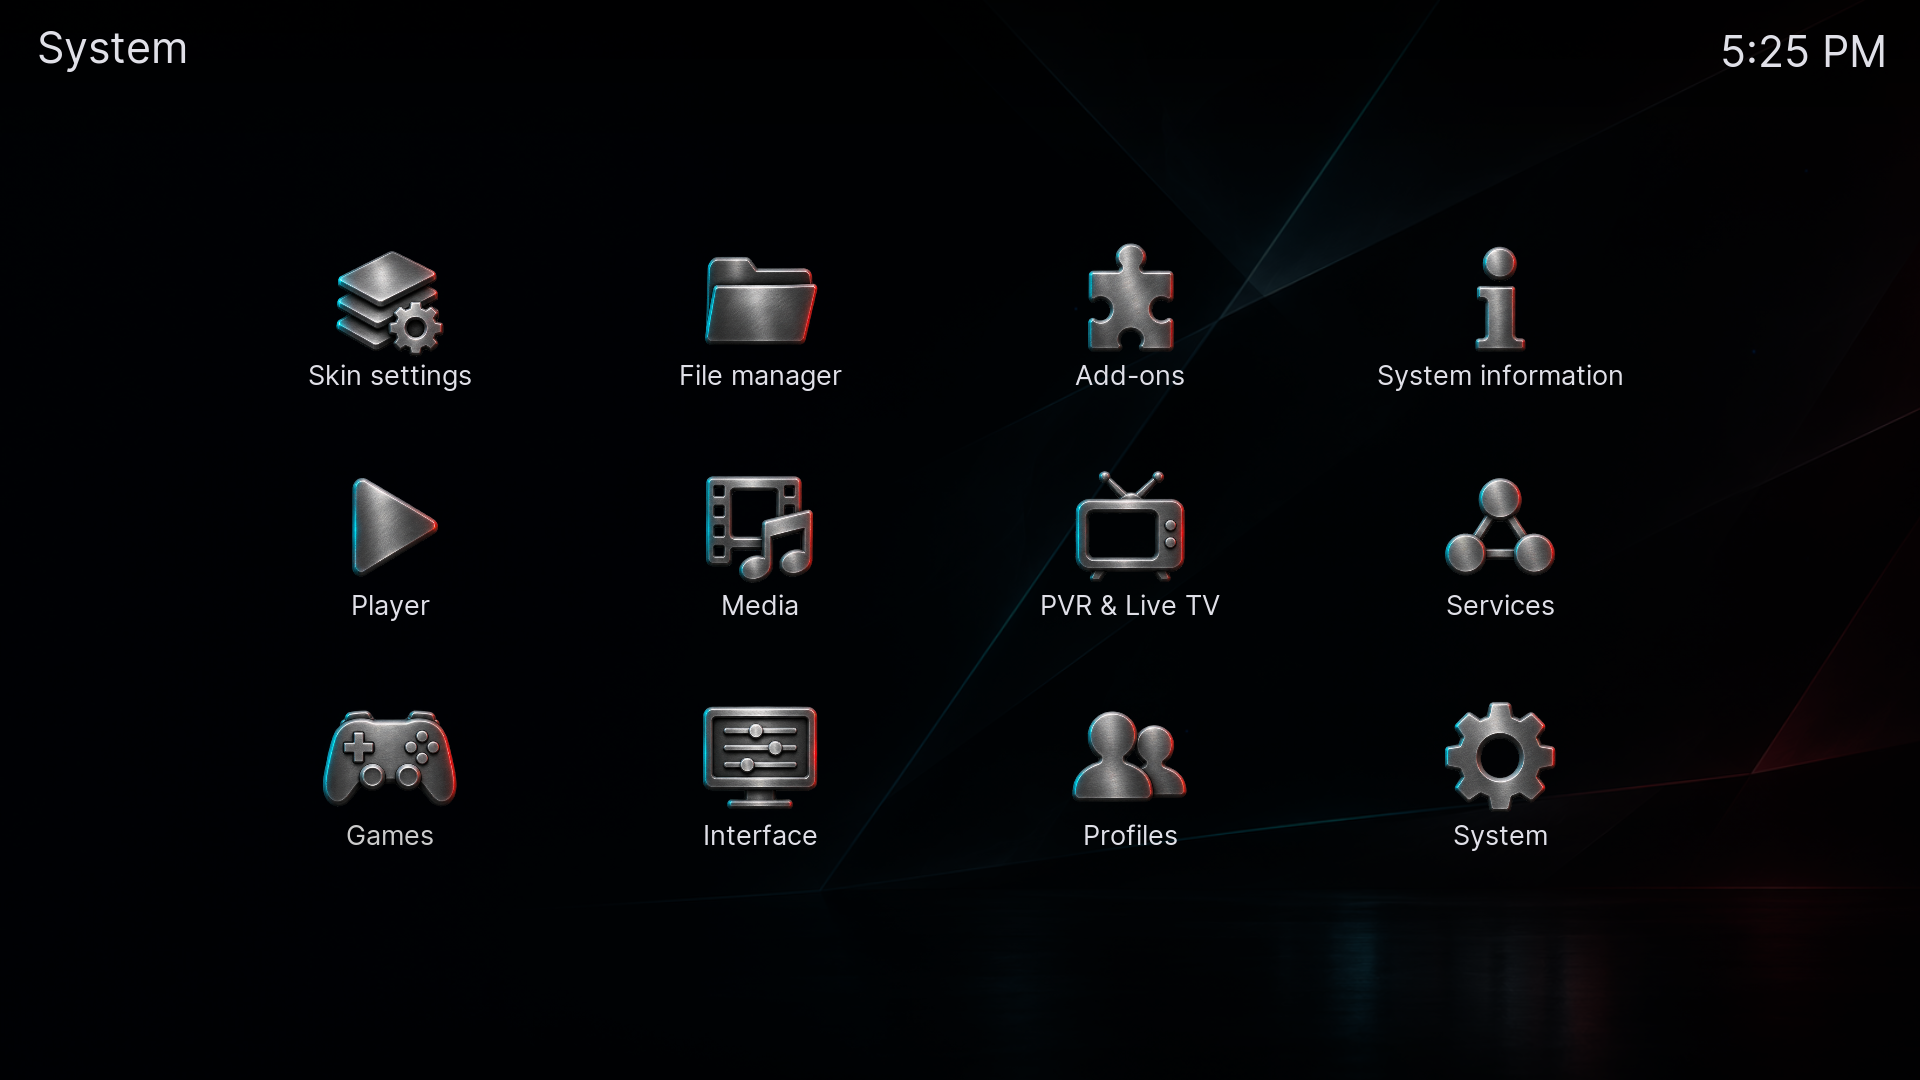 System
5:25 PM
Skin settings
File manager
Add-ons
System information
Player
Media
PVR & Live TV
Services
Games
Interface
Profiles
System